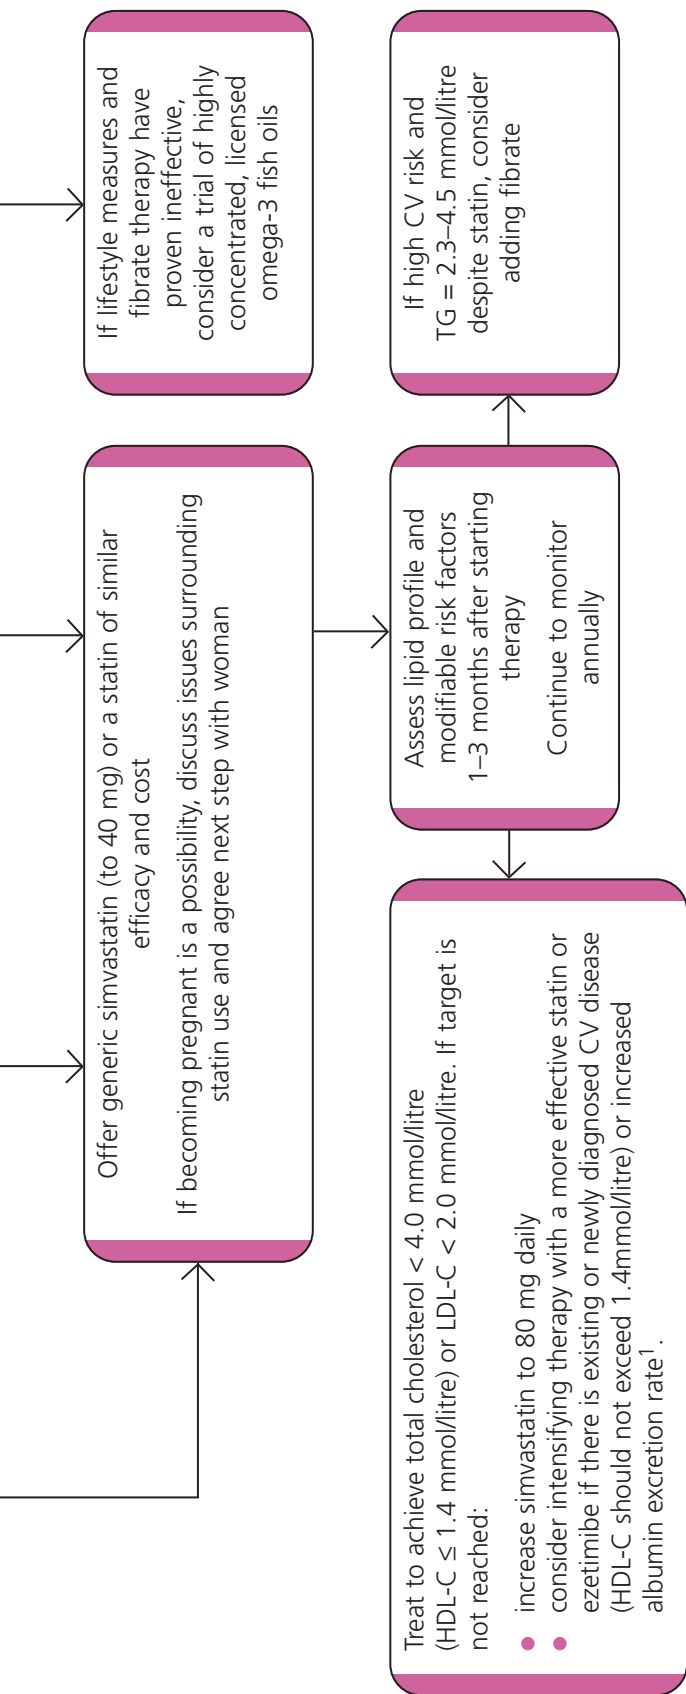 Offer generic simvastatin (to 40 mg) or a statin of similar
efficacy and cost
If becoming pregnant is a possibility, discuss issues surrounding
statin use and agree next step with woman
If lifestyle measures and
fibrate therapy have
proven ineffective,
consider a trial of highly
concentrated, licensed
omega-3 fish oils
Treat to achieve total cholesterol < 4.0 mmol/litre
(HDL-C ≤ 1.4 mmol/litre) or LDL-C < 2.0 mmol/litre. If target is
not reached:
● increase simvastatin to 80 mg daily
● consider intensifying therapy with a more effective statin or
ezetimibe if there is existing or newly diagnosed CV disease
(HDL-C should not exceed 1.4mmol/litre) or increased
albumin excretion rate¹.
Assess lipid profile and
modifiable risk factors
1–3 months after starting
therapy
Continue to monitor
annually
If high CV risk and
TG = 2.3–4.5 mmol/litre
despite statin, consider
adding fibrate